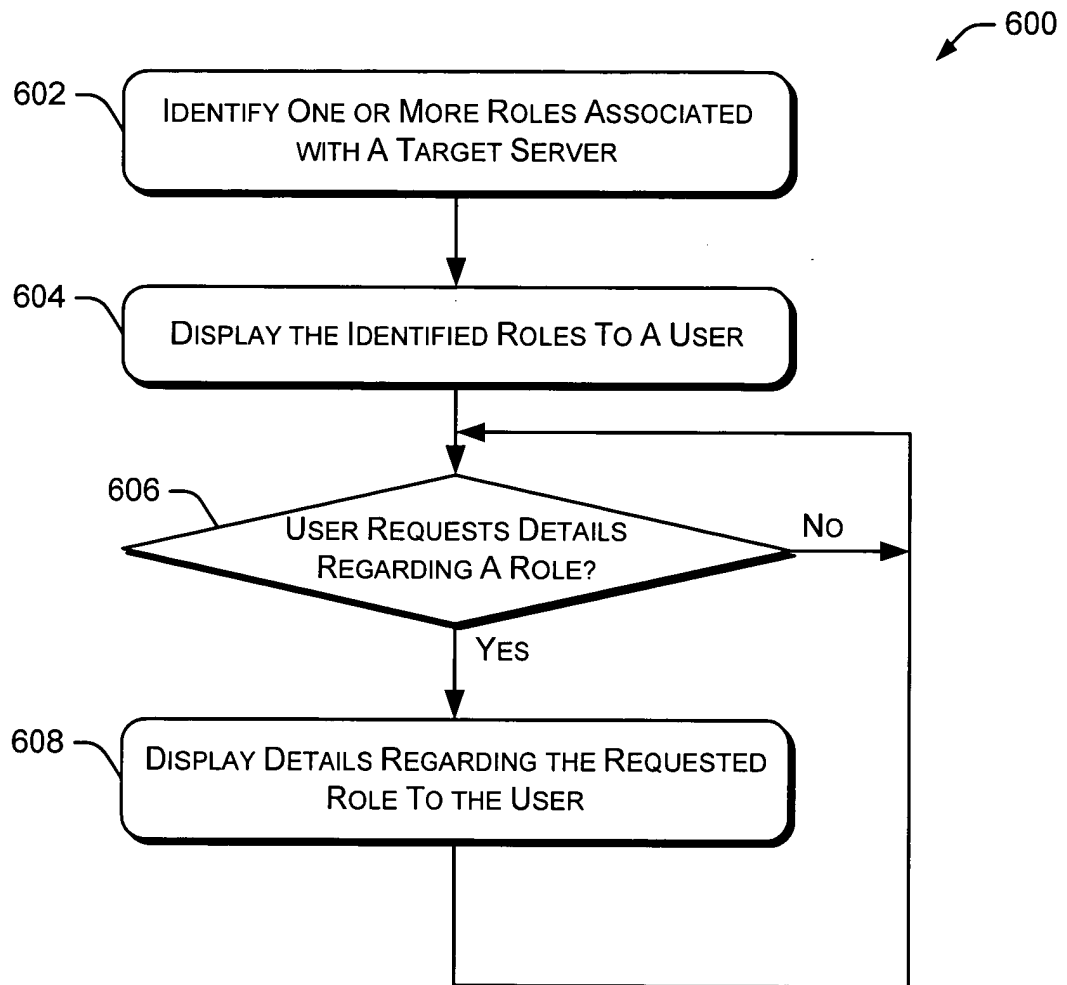 600
602
IDENTIFY ONE OR MORE ROLES ASSOCIATED
WITH A TARGET SERVER
604
DISPLAY THE IDENTIFIED ROLES TO A USER
606
USER REQUESTS DETAILS
REGARDING A ROLE?
NO
YES
608
DISPLAY DETAILS REGARDING THE REQUESTED
ROLE TO THE USER